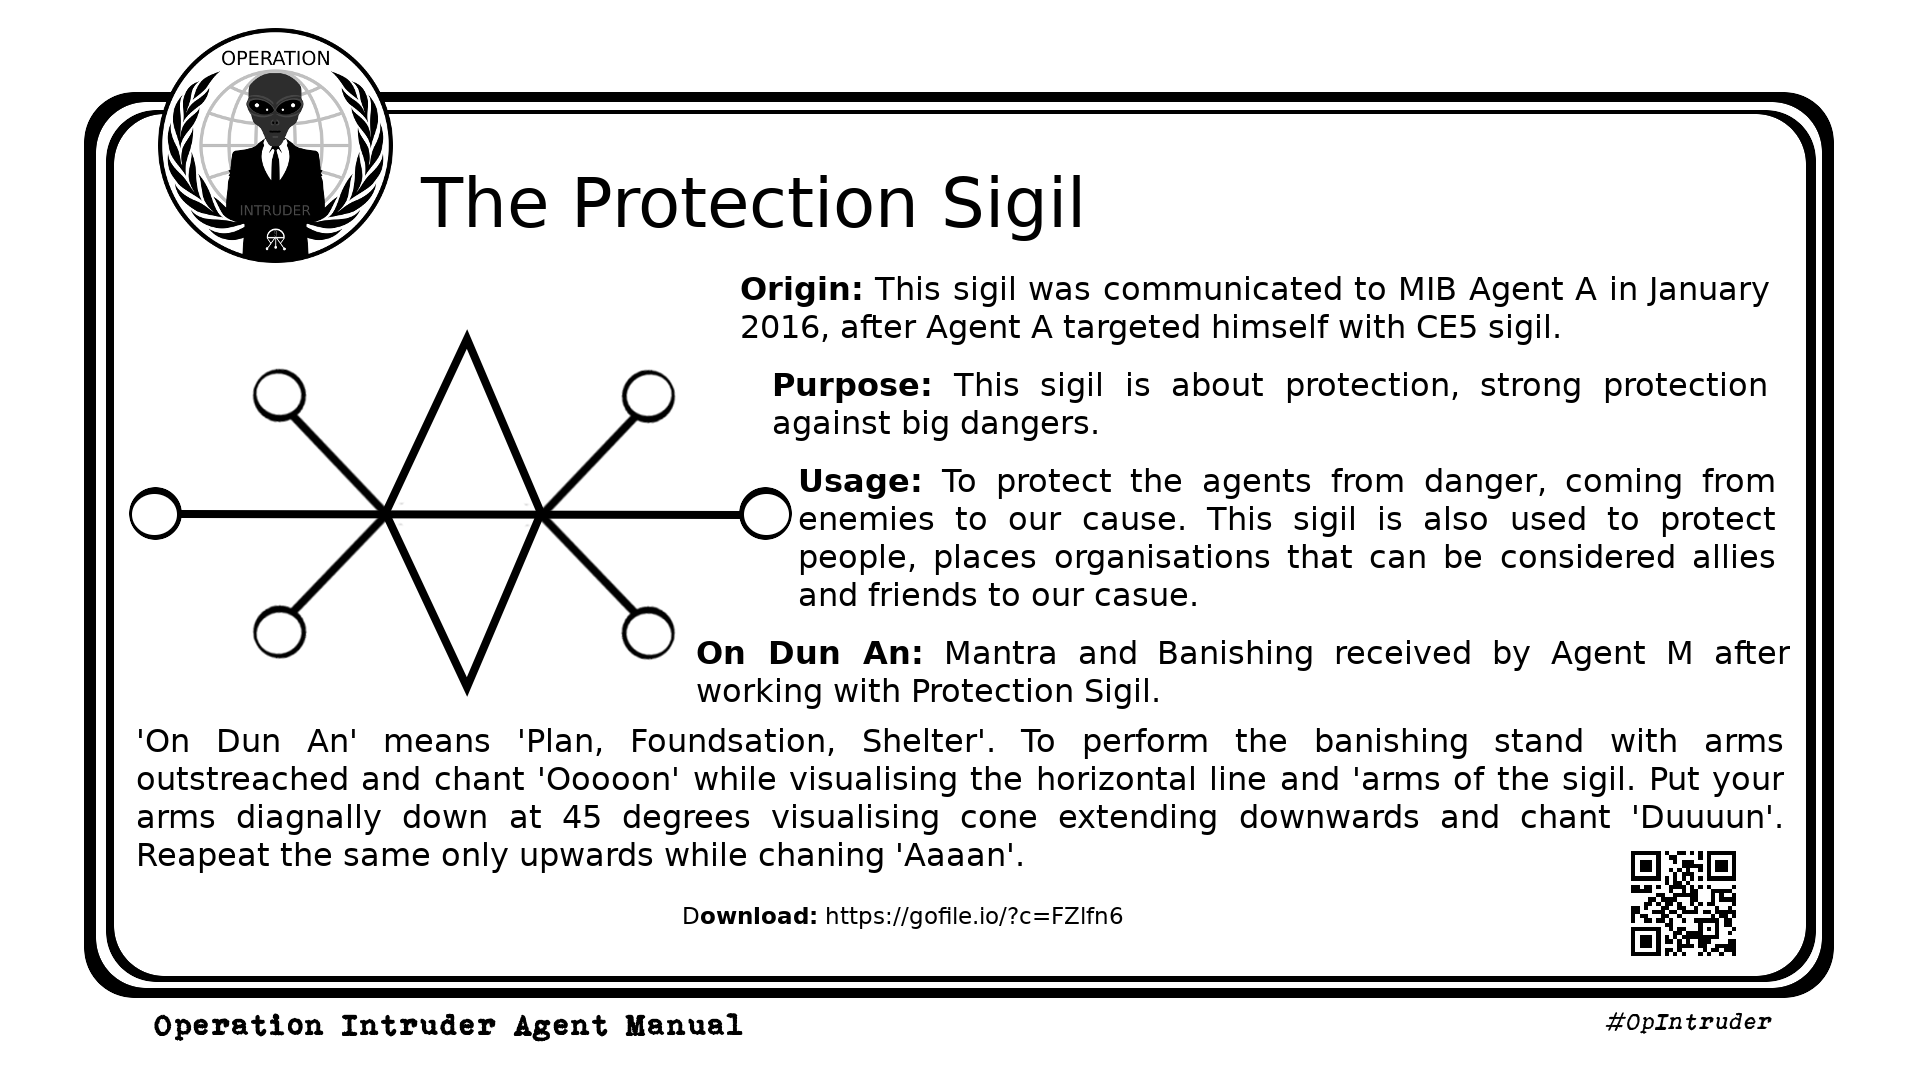 OPERATION
INTRUDER
The Protection Sigil
Origin: This sigil was communicated to MIB Agent A in January
2016, after Agent A targeted himself with CE5 sigil.
Purpose: This sigil is about protection, strong protection
against big dangers.
Usage: To protect the agents from danger, coming from
enemies to our cause. This sigil is also used to protect
people, places organisations that can be considered allies
and friends to our casue.
On Dun An: Mantra and Banishing received by Agent M after
working with Protection Sigil.
'On Dun An' means 'Plan, Foundsation, Shelter'. To perform the banishing stand with arms
outstreached and chant 'Ooooon' while visualising the horizontal line and 'arms of the sigil. Put your
arms diagnally down at 45 degrees visualising cone extending downwards and chant 'Duuuun'.
Reapeat the same only upwards while chaning 'Aaaan'.
Download: https://gofile.io/?c=FZlfn6
Operation Intruder Agent Manual
#OpIntruder